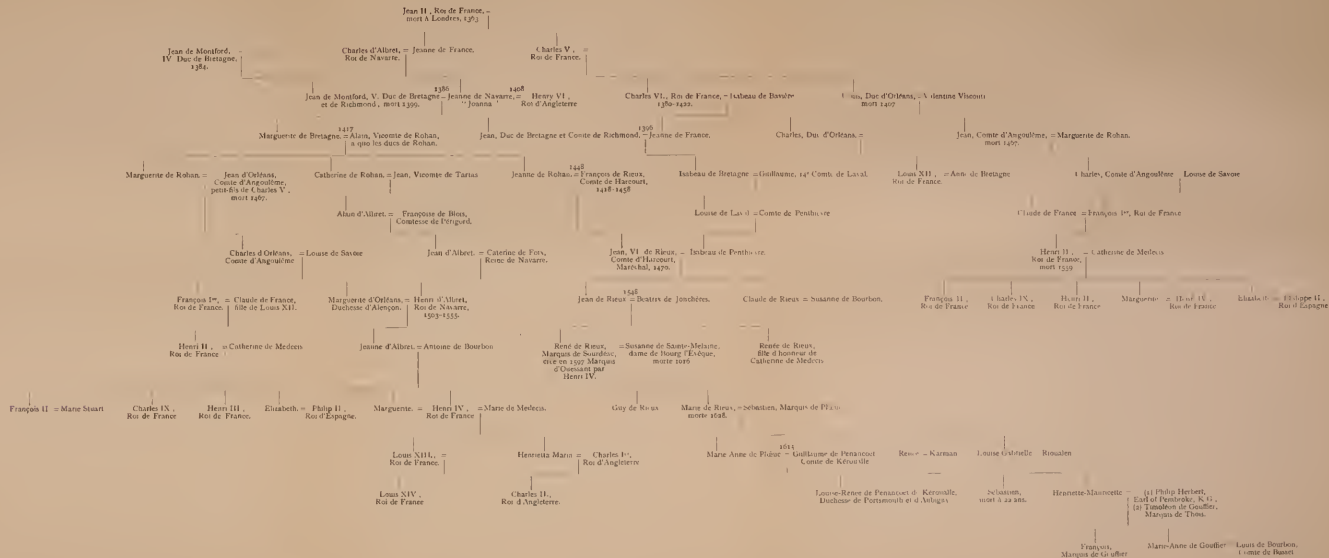 Jean II, Roi de France, =
mort à Londres, 1363
Jean de Montford, =
IV Duc de Bretagne,
1384.
Charles d'Albret, = Jeanne de France.
Roi de Navarre.
Charles V, =
Roi de France.
1386 1408
Jean de Montford, V. Duc de Bretagne = Jeanne de Navarre, = Henry VI,
et de Richmond, mort 1399. "Joanna" Roi d'Angleterre
Charles VI., Roi de France, = Isabeau de Bavière
1380-1422.
Duc d'Orléans, = Valentine Visconti
mort 1407
1417
Marguerite de Bretagne, = Alain, Vicomte de Rohan,
a quo les ducs de Rohan.
1396
Jean, Duc de Bretagne et Comte de Richmond, = Jeanne de France.
Charles, Duc d'Orléans, =
Jean, Comte d'Angoulême, = Marguerite de Rohan.
mort 1467.
Marguerite de Rohan, = Jean d'Orléans,
Comte d'Angoulême,
petit-fils de Charles V,
mort 1467.
Catherine de Rohan, = Jean, Vicomte de Tartas
1448
Jeanne de Rohan, = François de Rieux,
Comte de Harcourt,
1418-1458
Isabeau de Bretagne = Guillaume, 14e Comte de Laval.
Louis XII, = Anne de Bretagne
Roi de France.
Charles, Comte d'Angoulême Louise de Savoie
Alain d'Albret, = Françoise de Blois,
Comtesse de Périgord.
Louise de Laval = Comte de Penthièvre
Claude de France = François Ier, Roi de France
Charles d'Orléans, = Louise de Savoie
Comte d'Angoulême
Jean d'Albret, = Caterine de Foix,
Reine de Navarre.
Jean, VI de Rieux, = Isabeau de Penthièvre.
Comte d'Harcourt,
Maréchal, 1470.
Henri II, = Catherine de Medecis
Roi de France,
mort 1559
François Ier, = Claude de France,
Roi de France. fille de Louis XII.
Marguerite d'Orléans, = Henri d'Albret,
Duchesse d'Alençon. Roi de Navarre,
1503-1555.
1548
Jean de Rieux = Beatrix de Jonchères.
Claude de Rieux = Susanne de Bourbon.
François II,
Roi de France
Charles IX,
Roi de France
Henri II,
Roi de France
Marguerite = Henri IV,
Roi de France
Elisabeth = Philippe II,
Roi d'Espagne
Henri II, = Catherine de Medecis
Roi de France
Jeanne d'Albret, = Antoine de Bourbon
René de Rieux, = Susanne de Sainte-Melaine,
Marquis de Sourdéac, dame de Bourg l'Evêque,
créé en 1597 Marquis morte 1616
d'Ouessant par
Henri IV.
Renée de Rieux,
fille d'honneur de
Catherine de Medecis
François II = Marie Stuart
Charles IX,
Roi de France
Henri III,
Roi de France.
Elisabeth. = Philip II,
Roi d'Espagne.
Marguerite. = Henri IV, = Marie de Medecis.
Roi de France
Guy de Rieux
Marie de Rieux, = Sébastien, Marquis de
morte 1628.
Louis XIII., =
Roi de France.
Henrietta Maria = Charles Ier,
Roi d'Angleterre
1615
Marie Anne de = Guillaume de Penancoët
Comte de Kérouille
Renée = Karman
Louise Gabrielle Rioualen
Louis XIV,
Roi de France
Charles II.,
Roi d'Angleterre.
Louise-Renee de Penancoet de Keroualle,
Duchesse de Portsmouth et d'Aubigny
Sébastien,
mort à 22 ans.
Henriette-Mauricette = (1) Philip Herbert,
Earl of Pembroke, K G,
(2) Timoléon de Gouffier,
Marquis de Thou.
François,
Marquis de Gouffier
Marie-Anne de Gouffier Louis de Bourbon,
Comte de Busset